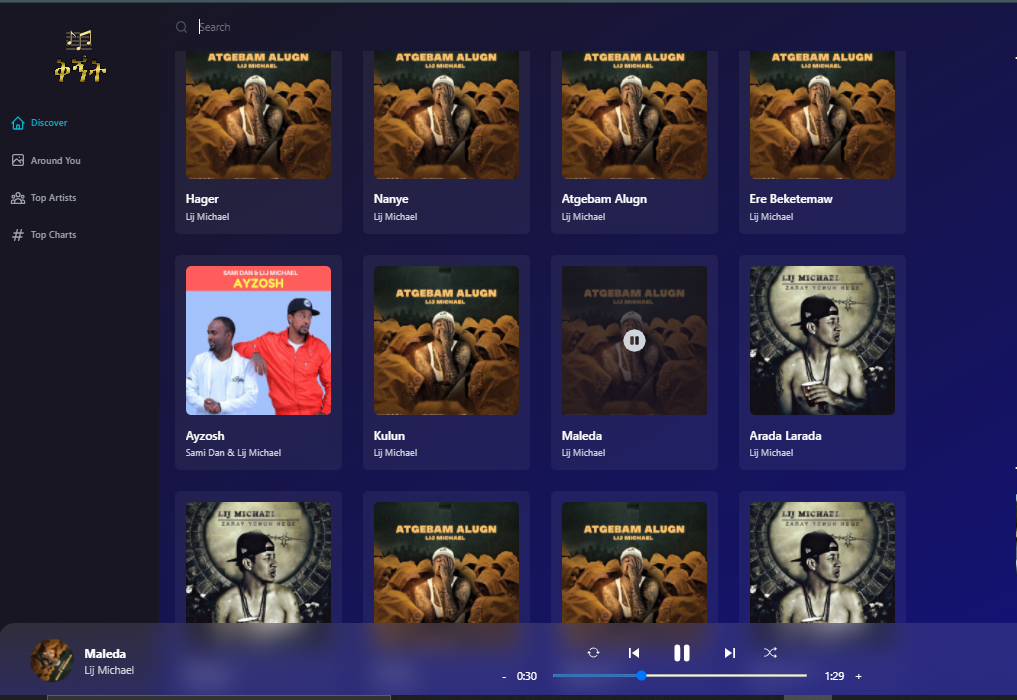 ቀኝት
Discover
Around You
Top Artists
Top Charts
Search
ATGEBAM ALUGN
LIJ MICHAEL
ATGEBAM ALUGN
LIJ MICHAEL
ATGEBAM ALUGN
LIJ MICHAEL
ATGEBAM ALUGN
LIJ MICHAEL
Hager
Lij Michael
Nanye
Lij Michael
Atgebam Alugn
Lij Michael
Ere Beketemaw
Lij Michael
SAMI DAN & LIJ MICHAEL
AYZOSH
ATGEBAM ALUGN
LIJ MICHAEL
ATGEBAM ALUGN
LIJ MICHAEL
LIJ MICHAEL
ZARAY YEHUN NEGE
Ayzosh
Sami Dan & Lij Michael
Kulun
Lij Michael
Maleda
Lij Michael
Arada Larada
Lij Michael
LIJ MICHAEL
ZARAY YEHUN NEGE
ATGEBAM ALUGN
LIJ MICHAEL
ATGEBAM ALUGN
LIJ MICHAEL
LIJ MICHAEL
ZARAY YEHUN NEGE
Maleda
Lij Michael
- 0:30 1:29 +